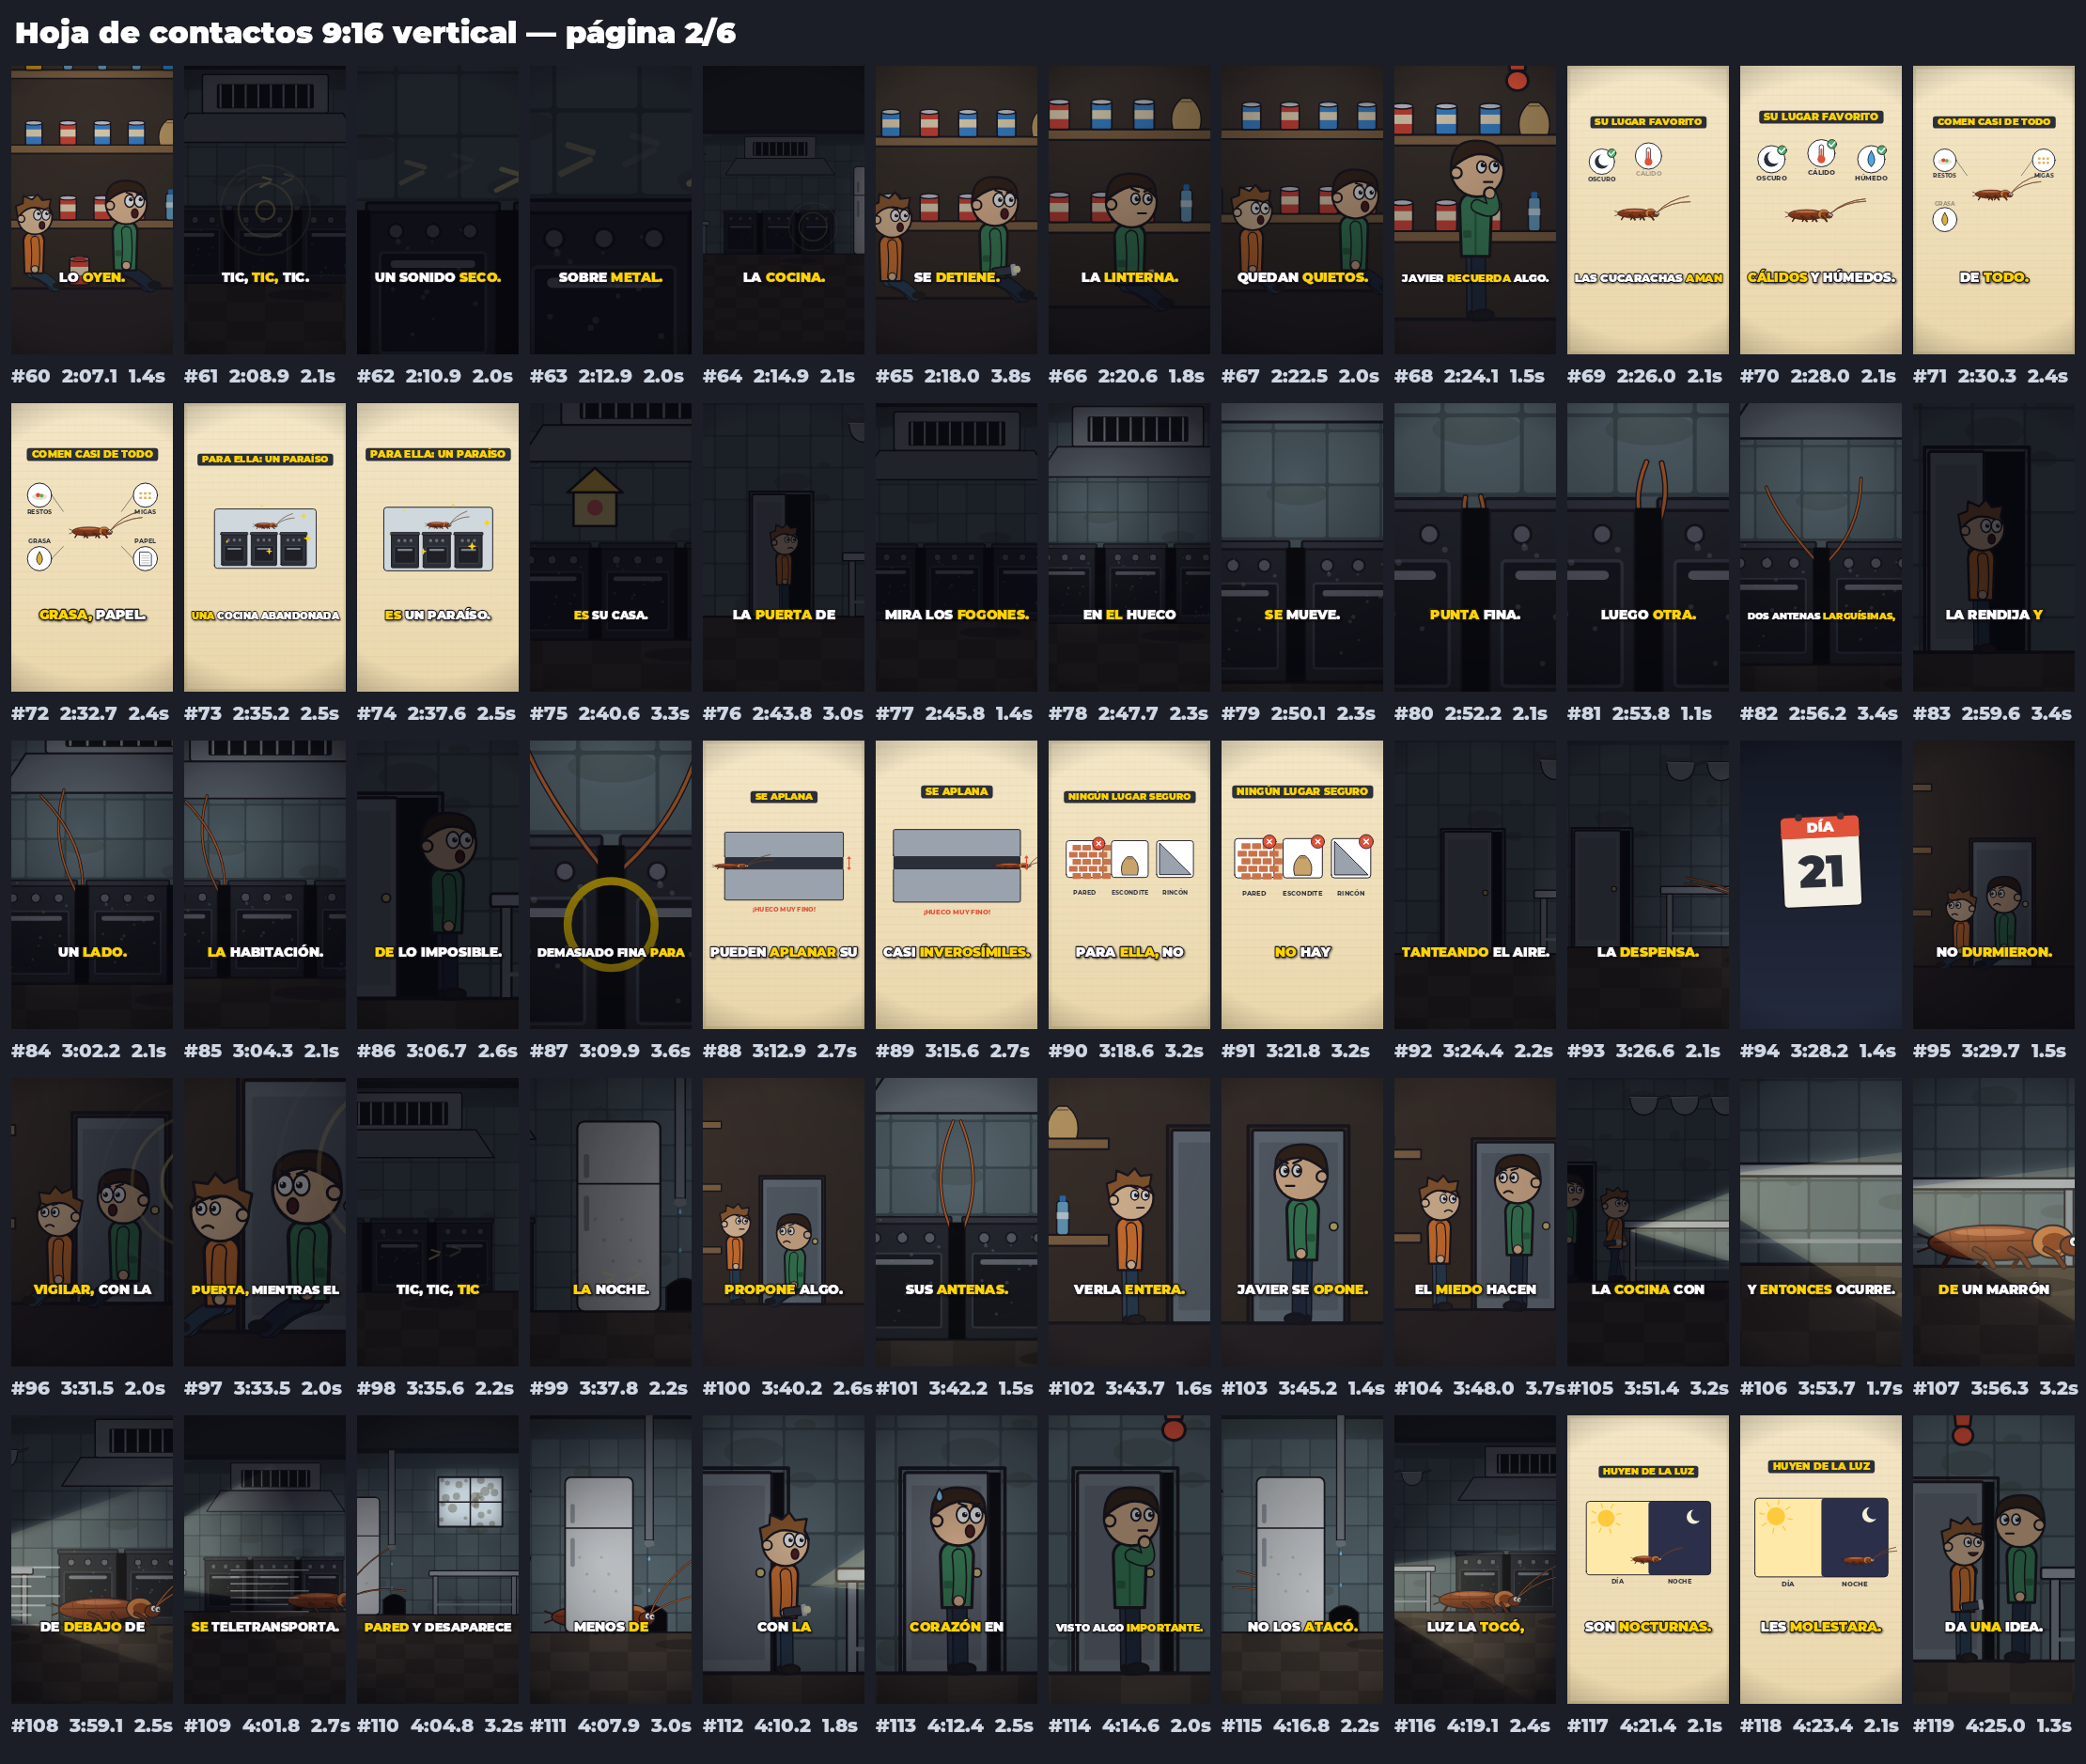 Hoja de contactos 9:16 vertical — página 2/6
LO OYEN.
TIC, TIC, TIC.
UN SONIDO SECO.
SOBRE METAL.
LA COCINA.
SE DETIENE.
LA LINTERNA.
QUEDAN QUIETOS.
JAVIER RECUERDA ALGO.
SU LUGAR FAVORITO
OSCURO
CÁLIDO
LAS CUCARACHAS AMAN
SU LUGAR FAVORITO
OSCURO
CÁLIDO
HÚMEDO
CÁLIDOS Y HÚMEDOS.
COMEN CASI DE TODO
RESTOS
MIGAS
GRASA
DE TODO.
#60 2:07.1 1.4s
#61 2:08.9 2.1s
#62 2:10.9 2.0s
#63 2:12.9 2.0s
#64 2:14.9 2.1s
#65 2:18.0 3.8s
#66 2:20.6 1.8s
#67 2:22.5 2.0s
#68 2:24.1 1.5s
#69 2:26.0 2.1s
#70 2:28.0 2.1s
#71 2:30.3 2.4s
COMEN CASI DE TODO
RESTOS
MIGAS
GRASA
PAPEL
GRASA, PAPEL.
PARA ELLA: UN PARAÍSO
UNA COCINA ABANDONADA
PARA ELLA: UN PARAÍSO
ES UN PARAÍSO.
ES SU CASA.
LA PUERTA DE
MIRA LOS FOGONES.
EN EL HUECO
SE MUEVE.
PUNTA FINA.
LUEGO OTRA.
DOS ANTENAS LARGUÍSIMAS,
LA RENDIJA Y
#72 2:32.7 2.4s
#73 2:35.2 2.5s
#74 2:37.6 2.5s
#75 2:40.6 3.3s
#76 2:43.8 3.0s
#77 2:45.8 1.4s
#78 2:47.7 2.3s
#79 2:50.1 2.3s
#80 2:52.2 2.1s
#81 2:53.8 1.1s
#82 2:56.2 3.4s
#83 2:59.6 3.4s
UN LADO.
LA HABITACIÓN.
DE LO IMPOSIBLE.
DEMASIADO FINA PARA
SE APLANA
¡HUECO MUY FINO!
PUEDEN APLANAR SU
SE APLANA
¡HUECO MUY FINO!
CASI INVEROSÍMILES.
NINGÚN LUGAR SEGURO
PARED
ESCONDITE
RINCÓN
PARA ELLA, NO
NINGÚN LUGAR SEGURO
PARED
ESCONDITE
RINCÓN
NO HAY
TANTEANDO EL AIRE.
LA DESPENSA.
DÍA
21
NO DURMIERON.
#84 3:02.2 2.1s
#85 3:04.3 2.1s
#86 3:06.7 2.6s
#87 3:09.9 3.6s
#88 3:12.9 2.7s
#89 3:15.6 2.7s
#90 3:18.6 3.2s
#91 3:21.8 3.2s
#92 3:24.4 2.2s
#93 3:26.6 2.1s
#94 3:28.2 1.4s
#95 3:29.7 1.5s
VIGILAR, CON LA
PUERTA, MIENTRAS EL
TIC, TIC, TIC
LA NOCHE.
PROPONE ALGO.
SUS ANTENAS.
VERLA ENTERA.
JAVIER SE OPONE.
EL MIEDO HACEN
LA COCINA CON
Y ENTONCES OCURRE.
DE UN MARRÓN
#96 3:31.5 2.0s
#97 3:33.5 2.0s
#98 3:35.6 2.2s
#99 3:37.8 2.2s
#100 3:40.2 2.6s
#101 3:42.2 1.5s
#102 3:43.7 1.6s
#103 3:45.2 1.4s
#104 3:48.0 3.7s
#105 3:51.4 3.2s
#106 3:53.7 1.7s
#107 3:56.3 3.2s
DE DEBAJO DE
SE TELETRANSPORTA.
PARED Y DESAPARECE
MENOS DE
CON LA
CORAZÓN EN
VISTO ALGO IMPORTANTE.
NO LOS ATACÓ.
LUZ LA TOCÓ,
HUYEN DE LA LUZ
DÍA
NOCHE
SON NOCTURNAS.
HUYEN DE LA LUZ
DÍA
NOCHE
LES MOLESTARA.
DA UNA IDEA.
#108 3:59.1 2.5s
#109 4:01.8 2.7s
#110 4:04.8 3.2s
#111 4:07.9 3.0s
#112 4:10.2 1.8s
#113 4:12.4 2.5s
#114 4:14.6 2.0s
#115 4:16.8 2.2s
#116 4:19.1 2.4s
#117 4:21.4 2.1s
#118 4:23.4 2.1s
#119 4:25.0 1.3s